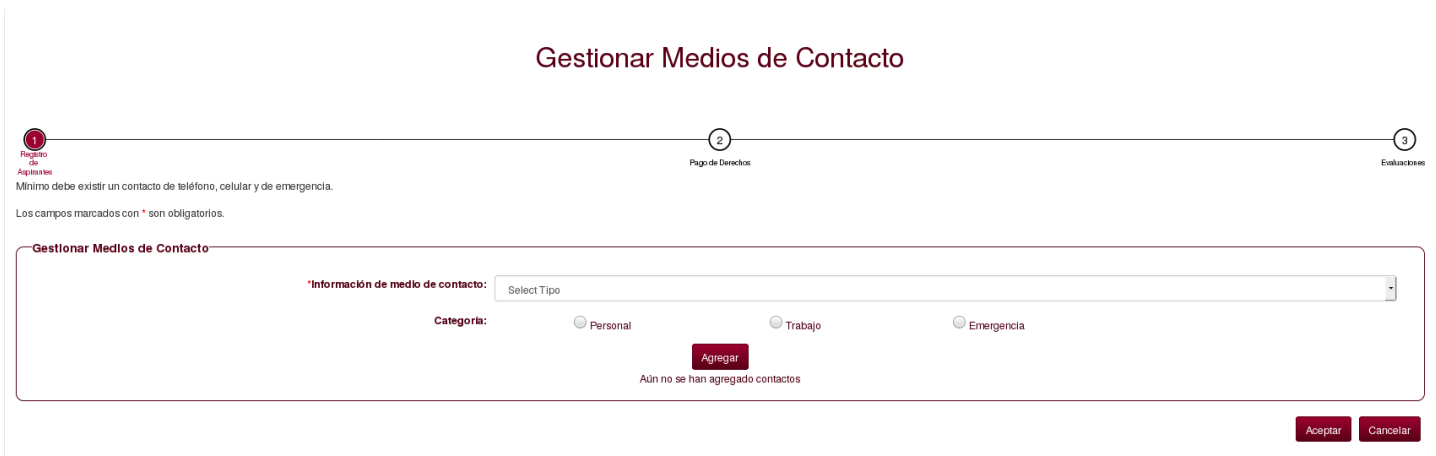 Gestionar Medios de Contacto
1
2
3
Registro
de
Aspirantes
Pago de Derechos
Evaluaciones
Mínimo debe existir un contacto de teléfono, celular y de emergencia.
Los campos marcados con * son obligatorios.
Gestionar Medios de Contacto
*Información de medio de contacto:
Select Tipo
Categoría:
Personal
Trabajo
Emergencia
Agregar
Aún no se han agregado contactos
Aceptar
Cancelar